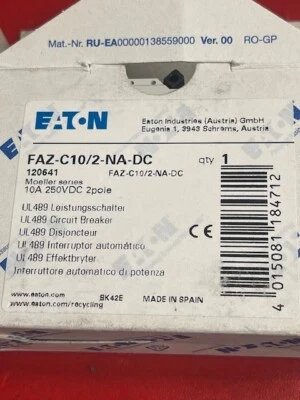 Mat.-Nr. RU-EA00000138559000 Ver. 00 RO-GP
EATON
Eaton Industries (Austria) GmbH
Eugenia 1, 3943 Schrems, Austria
FAZ-C10/2-NA-DC
qty 1
120641 FAZ-C10/2-NA-DC
Moeller series
10A 250VDC 2pole
UL489 Leistungsschalter
UL489 Circuit Breaker
UL489 Disjoncteur
UL489 Interruptor automático
UL489 Effektbryter
Interruttore automatico di potenza
CE
4 015081 184712
www.eaton.com
www.eaton.com/recycling
BK42E
MADE IN SPAIN